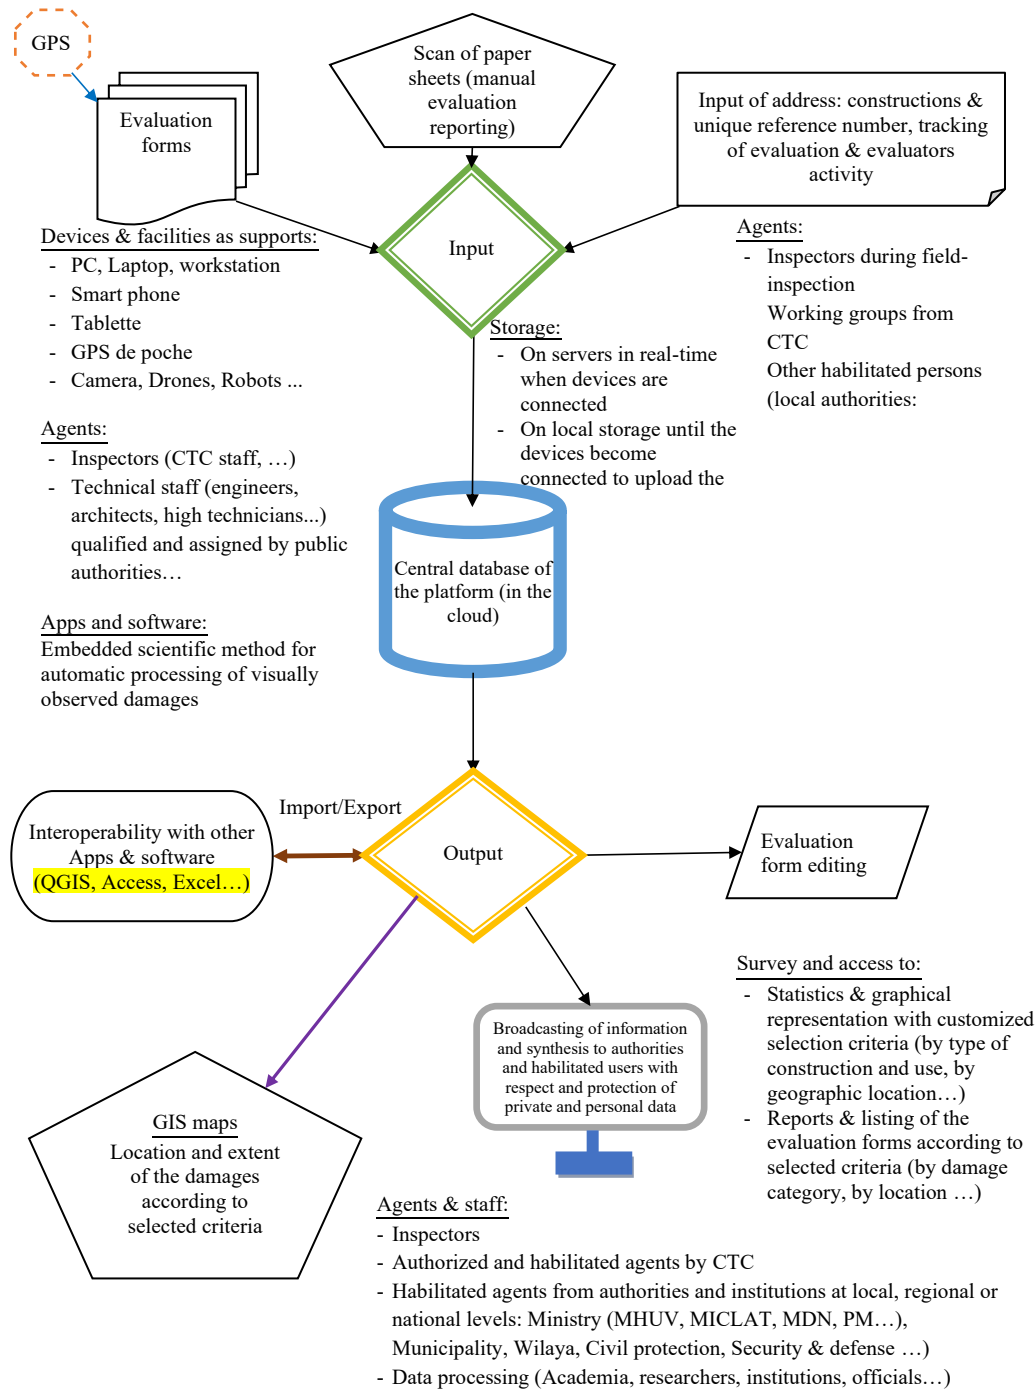 GPS
Evaluation
forms
Scan of paper
sheets (manual
evaluation
reporting)
Input of address: constructions &
unique reference number, tracking
of evaluation & evaluators
activity
Input
Devices & facilities as supports:
- PC, Laptop, workstation
- Smart phone
- Tablette
- GPS de poche
- Camera, Drones, Robots ...
Agents:
- Inspectors (CTC staff, …)
- Technical staff (engineers,
architects, high technicians...)
qualified and assigned by public
authorities…
Apps and software:
Embedded scientific method for
automatic processing of visually
observed damages
Storage:
- On servers in real-time
when devices are
connected
- On local storage until the
devices become
connected to upload the
Agents:
- Inspectors during field-
inspection
Working groups from
CTC
Other habilitated persons
(local authorities:
Central database of
the platform (in the
cloud)
Import/Export
Interoperability with other
Apps & software
(QGIS, Access, Excel…)
Output
Evaluation
form editing
GIS maps
Location and extent
of the damages
according to
selected criteria
Broadcasting of information
and synthesis to authorities
and habilitated users with
respect and protection of
private and personal data
Survey and access to:
- Statistics & graphical
representation with customized
selection criteria (by type of
construction and use, by
geographic location…)
- Reports & listing of the
evaluation forms according to
selected criteria (by damage
category, by location …)
Agents & staff:
- Inspectors
- Authorized and habilitated agents by CTC
- Habilitated agents from authorities and institutions at local, regional or
national levels: Ministry (MHUV, MICLAT, MDN, PM…),
Municipality, Wilaya, Civil protection, Security & defense …)
- Data processing (Academia, researchers, institutions, officials…)